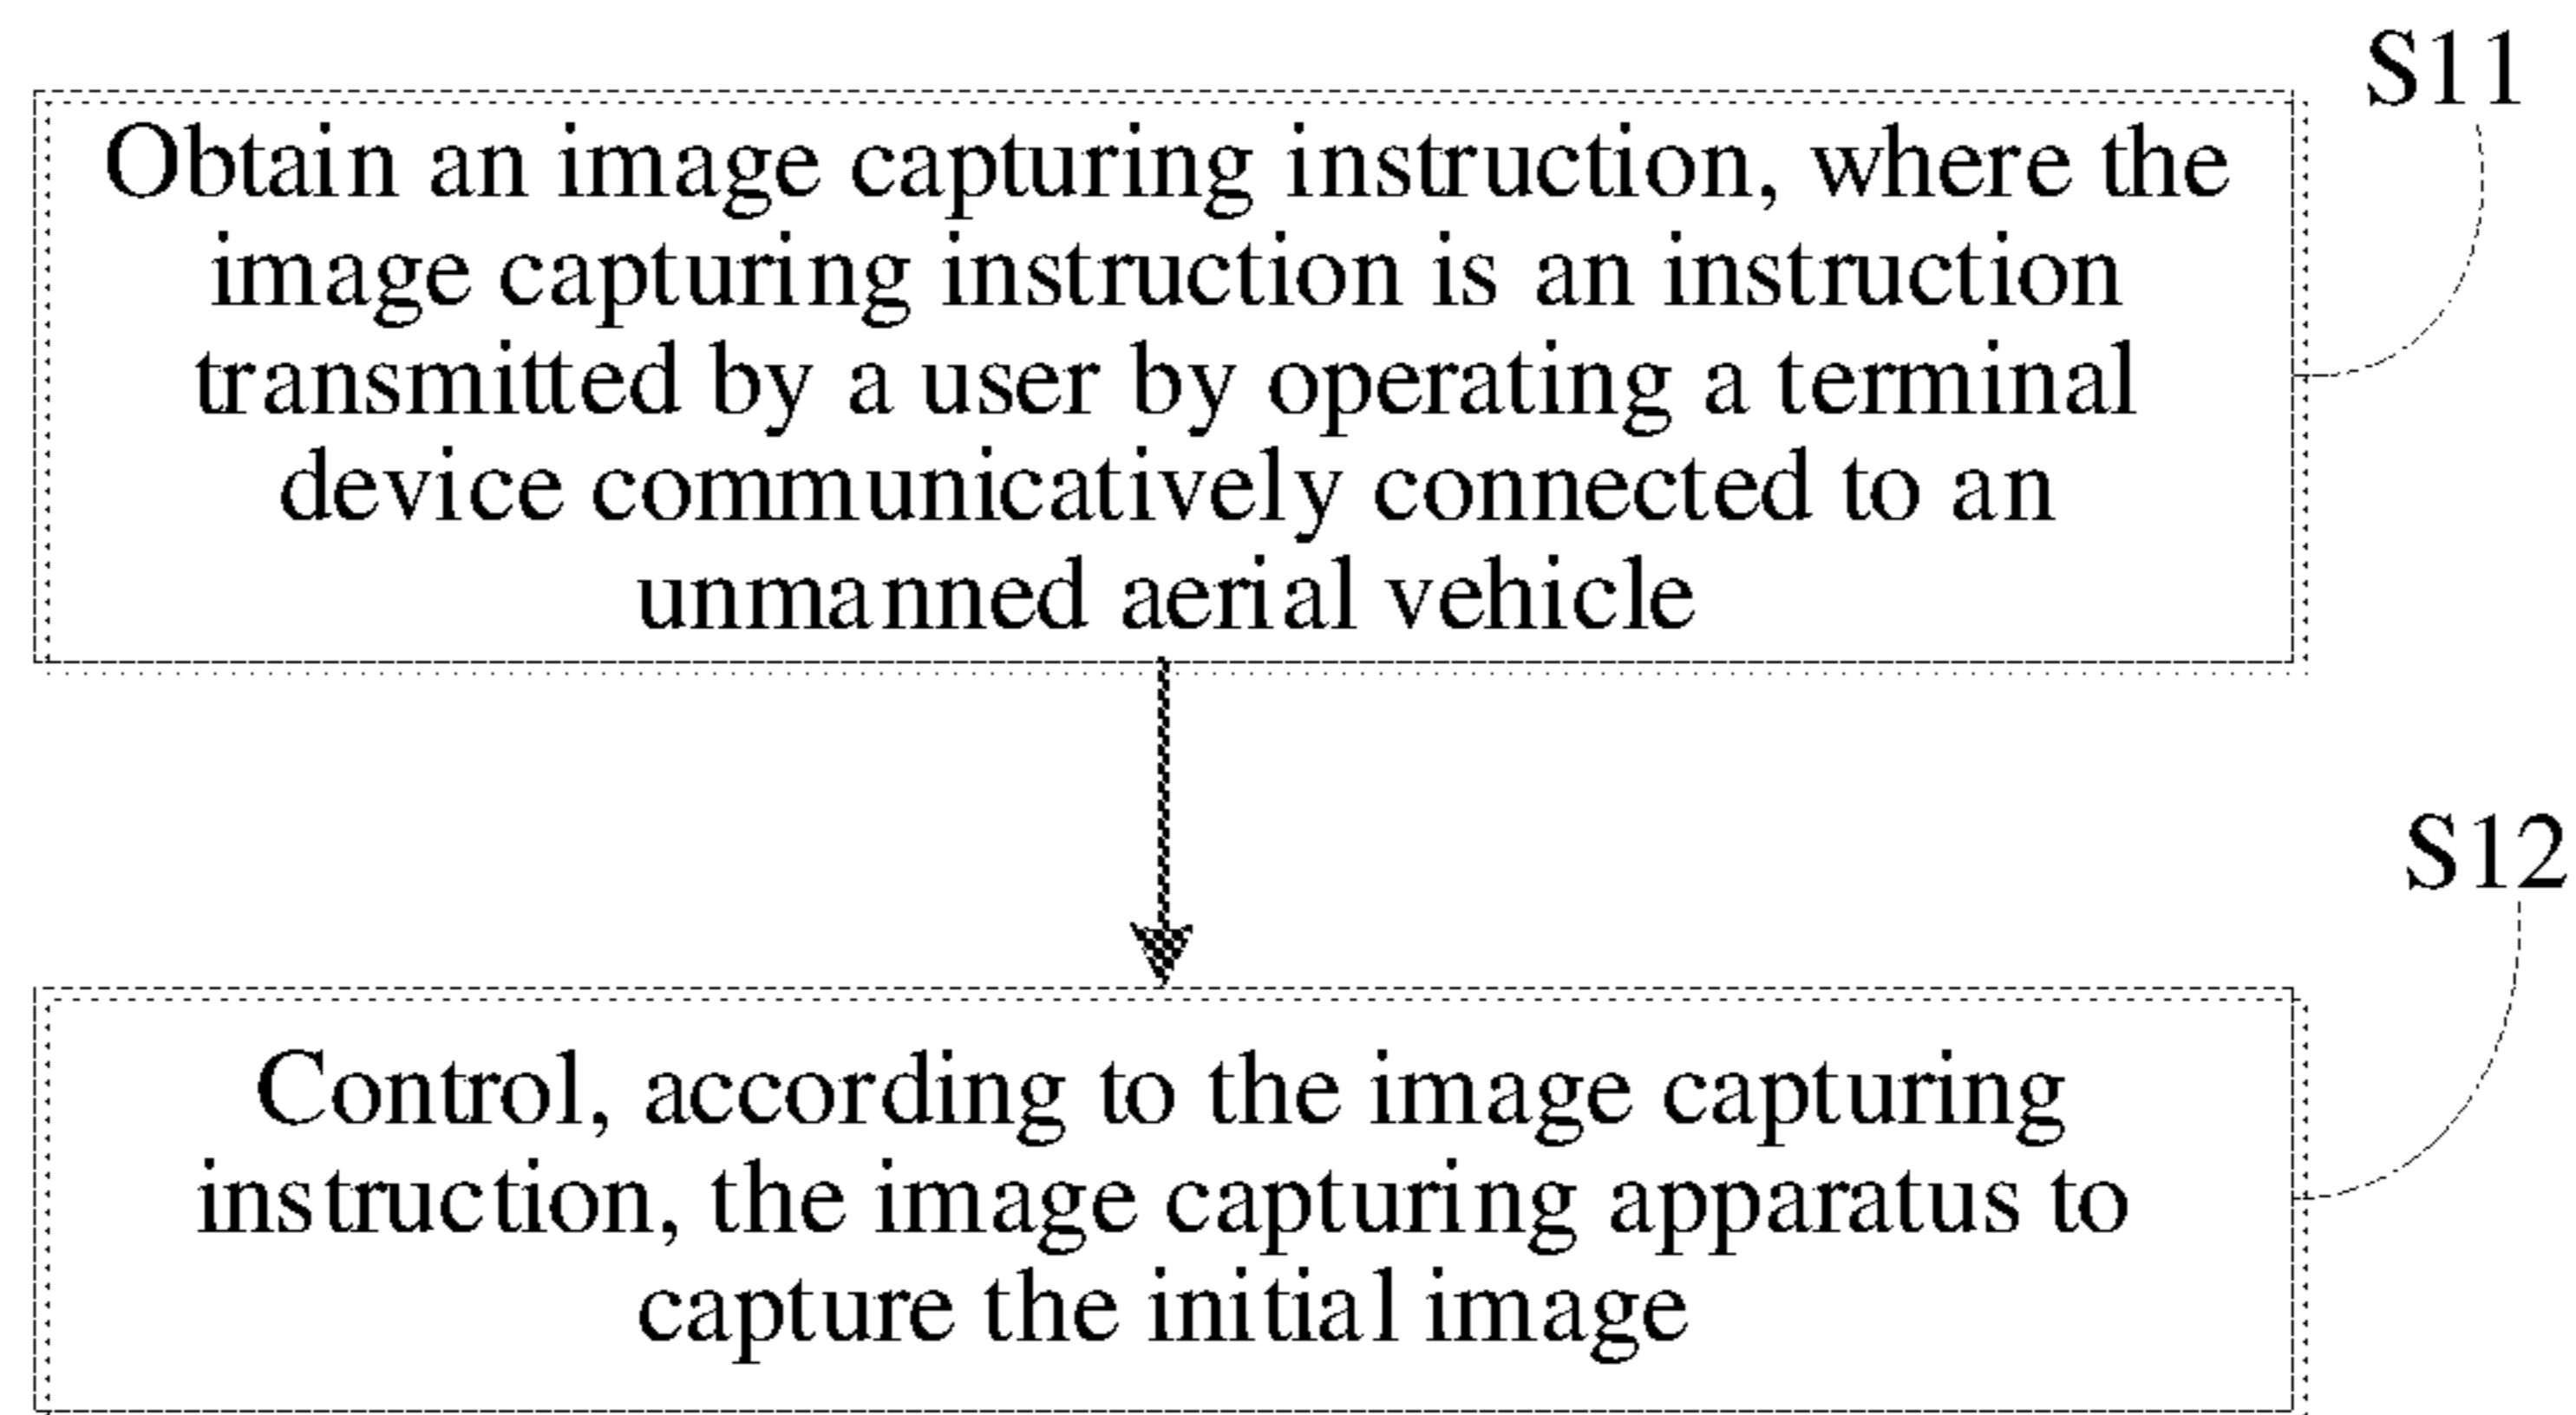 S11
Obtain an image capturing instruction, where the
image capturing instruction is an instruction
transmitted by a user by operating a terminal
device communicatively connected to an
unmanned aerial vehicle
S12
Control, according to the image capturing
instruction, the image capturing apparatus to
capture the initial image